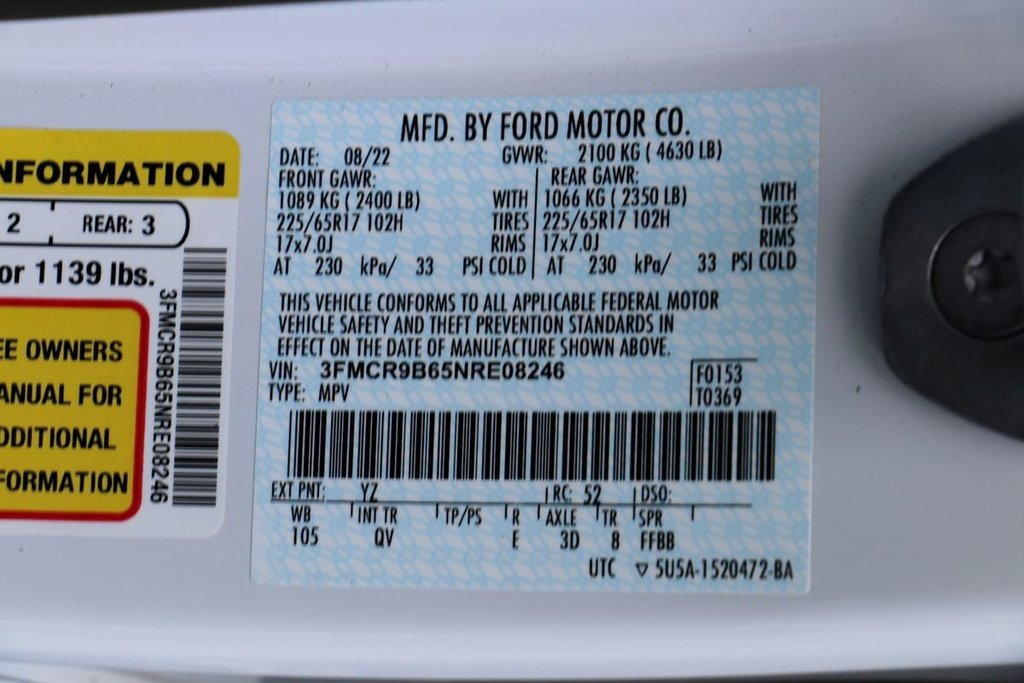 NFORMATION
2 REAR: 3
or 1139 lbs.
EE OWNERS
ANUAL FOR
DDITIONAL
FORMATION
3FMCR9B65NRE08246
MFD. BY FORD MOTOR CO.
DATE: 08/22 GVWR: 2100 KG ( 4630 LB)
FRONT GAWR: REAR GAWR:
1089 KG ( 2400 LB) WITH 1066 KG ( 2350 LB) WITH
225/65R17 102H TIRES 225/65R17 102H TIRES
17x7.0J RIMS 17x7.0J RIMS
AT 230 kPa/ 33 PSI COLD AT 230 kPa/ 33 PSI COLD
THIS VEHICLE CONFORMS TO ALL APPLICABLE FEDERAL MOTOR
VEHICLE SAFETY AND THEFT PREVENTION STANDARDS IN
EFFECT ON THE DATE OF MANUFACTURE SHOWN ABOVE.
VIN: 3FMCR9B65NRE08246 F0153
TYPE: MPV T0369
EXT PNT: YZ RC: 52 DSO:
WB INT TR TP/PS R AXLE TR SPR
105 QV E 3D 8 FFBB
UTC ▽ 5U5A-1520472-BA